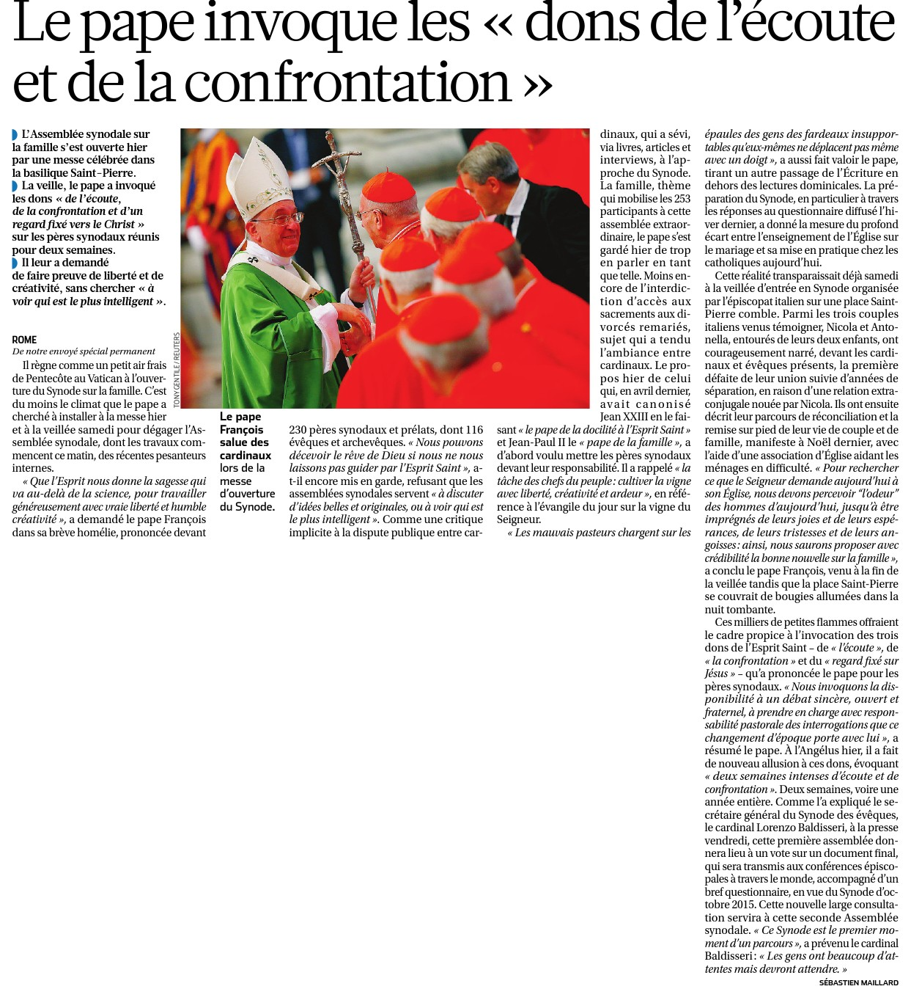 Le pape invoque les « dons de l’écoute
et de la confrontation »
L’Assemblée synodale sur
la famille s’est ouverte hier
par une messe célébrée dans
la basilique Saint-Pierre.
La veille, le pape a invoqué
les dons « de l’écoute,
de la confrontation et d’un
regard fixé vers le Christ »
sur les pères synodaux réunis
pour deux semaines.
Il leur a demandé
de faire preuve de liberté et de
créativité, sans chercher « à
voir qui est le plus intelligent ».
ROME
De notre envoyé spécial permanent
Il règne comme un petit air frais
de Pentecôte au Vatican à l’ouver-
ture du Synode sur la famille. C’est
du moins le climat que le pape a
cherché à installer à la messe hier
et à la veillée samedi pour dégager l’As-
semblée synodale, dont les travaux com-
mencent ce matin, des récentes pesanteurs
internes.
« Que l’Esprit nous donne la sagesse qui
va au-delà de la science, pour travailler
généreusement avec vraie liberté et humble
créativité », a demandé le pape François
dans sa brève homélie, prononcée devant
TONY GENTILE/ REUTERS
Le pape
François
salue des
cardinaux
lors de la
messe
d’ouverture
du Synode.
230 pères synodaux et prélats, dont 116
évêques et archevêques. « Nous pouvons
décevoir le rêve de Dieu si nous ne nous
laissons pas guider par l’Esprit Saint », a-
t-il encore mis en garde, refusant que les
assemblées synodales servent « à discuter
d’idées belles et originales, ou à voir qui est
le plus intelligent ». Comme une critique
implicite à la dispute publique entre car-
dinaux, qui a sévi,
via livres, articles et
interviews, à l’ap-
proche du Synode.
La famille, thème
qui mobilise les 253
participants à cette
assemblée extraor-
dinaire, le pape s’est
gardé hier de trop
en parler en tant
que telle. Moins en-
core de l’interdic-
tion d’accès aux
sacrements aux di-
vorcés remariés,
sujet qui a tendu
l’ambiance entre
cardinaux. Le pro-
pos hier de celui
qui, en avril dernier,
avait canonisé
Jean XXIII en le fai-
sant « le pape de la docilité à l’Esprit Saint »
et Jean-Paul II le « pape de la famille », a
d’abord voulu mettre les pères synodaux
devant leur responsabilité. Il a rappelé « la
tâche des chefs du peuple : cultiver la vigne
avec liberté, créativité et ardeur », en réfé-
rence à l’évangile du jour sur la vigne du
Seigneur.
« Les mauvais pasteurs chargent sur les
épaules des gens des fardeaux insuppor-
tables qu’eux-mêmes ne déplacent pas même
avec un doigt », a aussi fait valoir le pape,
tirant un autre passage de l’Écriture en
dehors des lectures dominicales. La pré-
paration du Synode, en particulier à travers
les réponses au questionnaire diffusé l’hi-
ver dernier, a donné la mesure du profond
écart entre l’enseignement de l’Église sur
le mariage et sa mise en pratique chez les
catholiques aujourd’hui.
Cette réalité transparaissait déjà samedi
à la veillée d’entrée en Synode organisée
par l’épiscopat italien sur une place Saint-
Pierre comble. Parmi les trois couples
italiens venus témoigner, Nicola et Anto-
nella, entourés de leurs deux enfants, ont
courageusement narré, devant les cardi-
naux et évêques présents, la première
défaite de leur union suivie d’années de
séparation, en raison d’une relation extra-
conjugale nouée par Nicola. Ils ont ensuite
décrit leur parcours de réconciliation et la
remise sur pied de leur vie de couple et de
famille, manifeste à Noël dernier, avec
l’aide d’une association d’Église aidant les
ménages en difficulté. « Pour rechercher
ce que le Seigneur demande aujourd’hui à
son Église, nous devons percevoir “l’odeur”
des hommes d’aujourd’hui, jusqu’à être
imprégnés de leurs joies et de leurs espé-
rances, de leurs tristesses et de leurs an-
goisses : ainsi, nous saurons proposer avec
crédibilité la bonne nouvelle sur la famille »,
a conclu le pape François, venu à la fin de
la veillée tandis que la place Saint-Pierre
se couvrait de bougies allumées dans la
nuit tombante.
Ces milliers de petites flammes offraient
le cadre propice à l’invocation des trois
dons de l’Esprit Saint – de « l’écoute », de
« la confrontation » et du « regard fixé sur
Jésus » – qu’a prononcée le pape pour les
pères synodaux. « Nous invoquons la dis-
ponibilité à un débat sincère, ouvert et
fraternel, à prendre en charge avec respon-
sabilité pastorale des interrogations que ce
changement d’époque porte avec lui », a
résumé le pape. À l’Angélus hier, il a fait
de nouveau allusion à ces dons, évoquant
« deux semaines intenses d’écoute et de
confrontation ». Deux semaines, voire une
année entière. Comme l’a expliqué le se-
crétaire général du Synode des évêques,
le cardinal Lorenzo Baldisseri, à la presse
vendredi, cette première assemblée don-
nera lieu à un vote sur un document final,
qui sera transmis aux conférences épisco-
pales à travers le monde, accompagné d’un
bref questionnaire, en vue du Synode d’oc-
tobre 2015. Cette nouvelle large consulta-
tion servira à cette seconde Assemblée
synodale. « Ce Synode est le premier mo-
ment d’un parcours », a prévenu le cardinal
Baldisseri : « Les gens ont beaucoup d’at-
tentes mais devront attendre. »
SÉBASTIEN MAILLARD